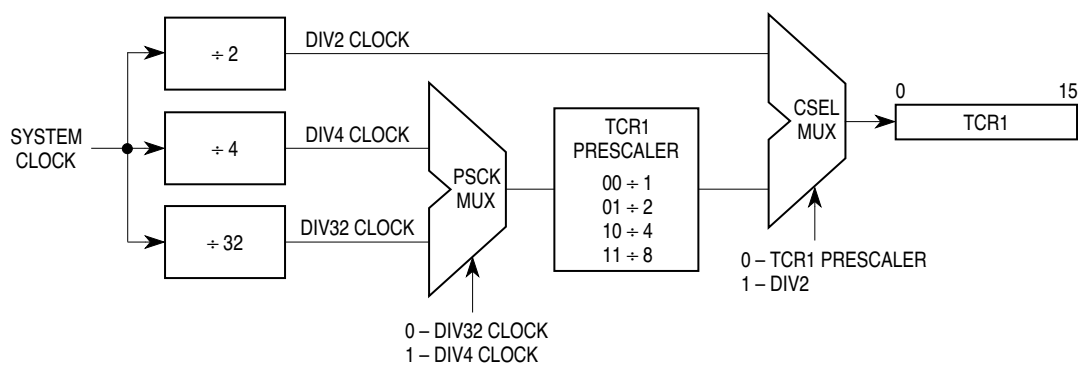 ÷ 2
DIV2 CLOCK
SYSTEM
CLOCK
÷ 4
DIV4 CLOCK
÷ 32
DIV32 CLOCK
PSCK
MUX
0 – DIV32 CLOCK
1 – DIV4 CLOCK
TCR1
PRESCALER
00 ÷ 1
01 ÷ 2
10 ÷ 4
11 ÷ 8
CSEL
MUX
0 – TCR1 PRESCALER
1 – DIV2
0 15
TCR1